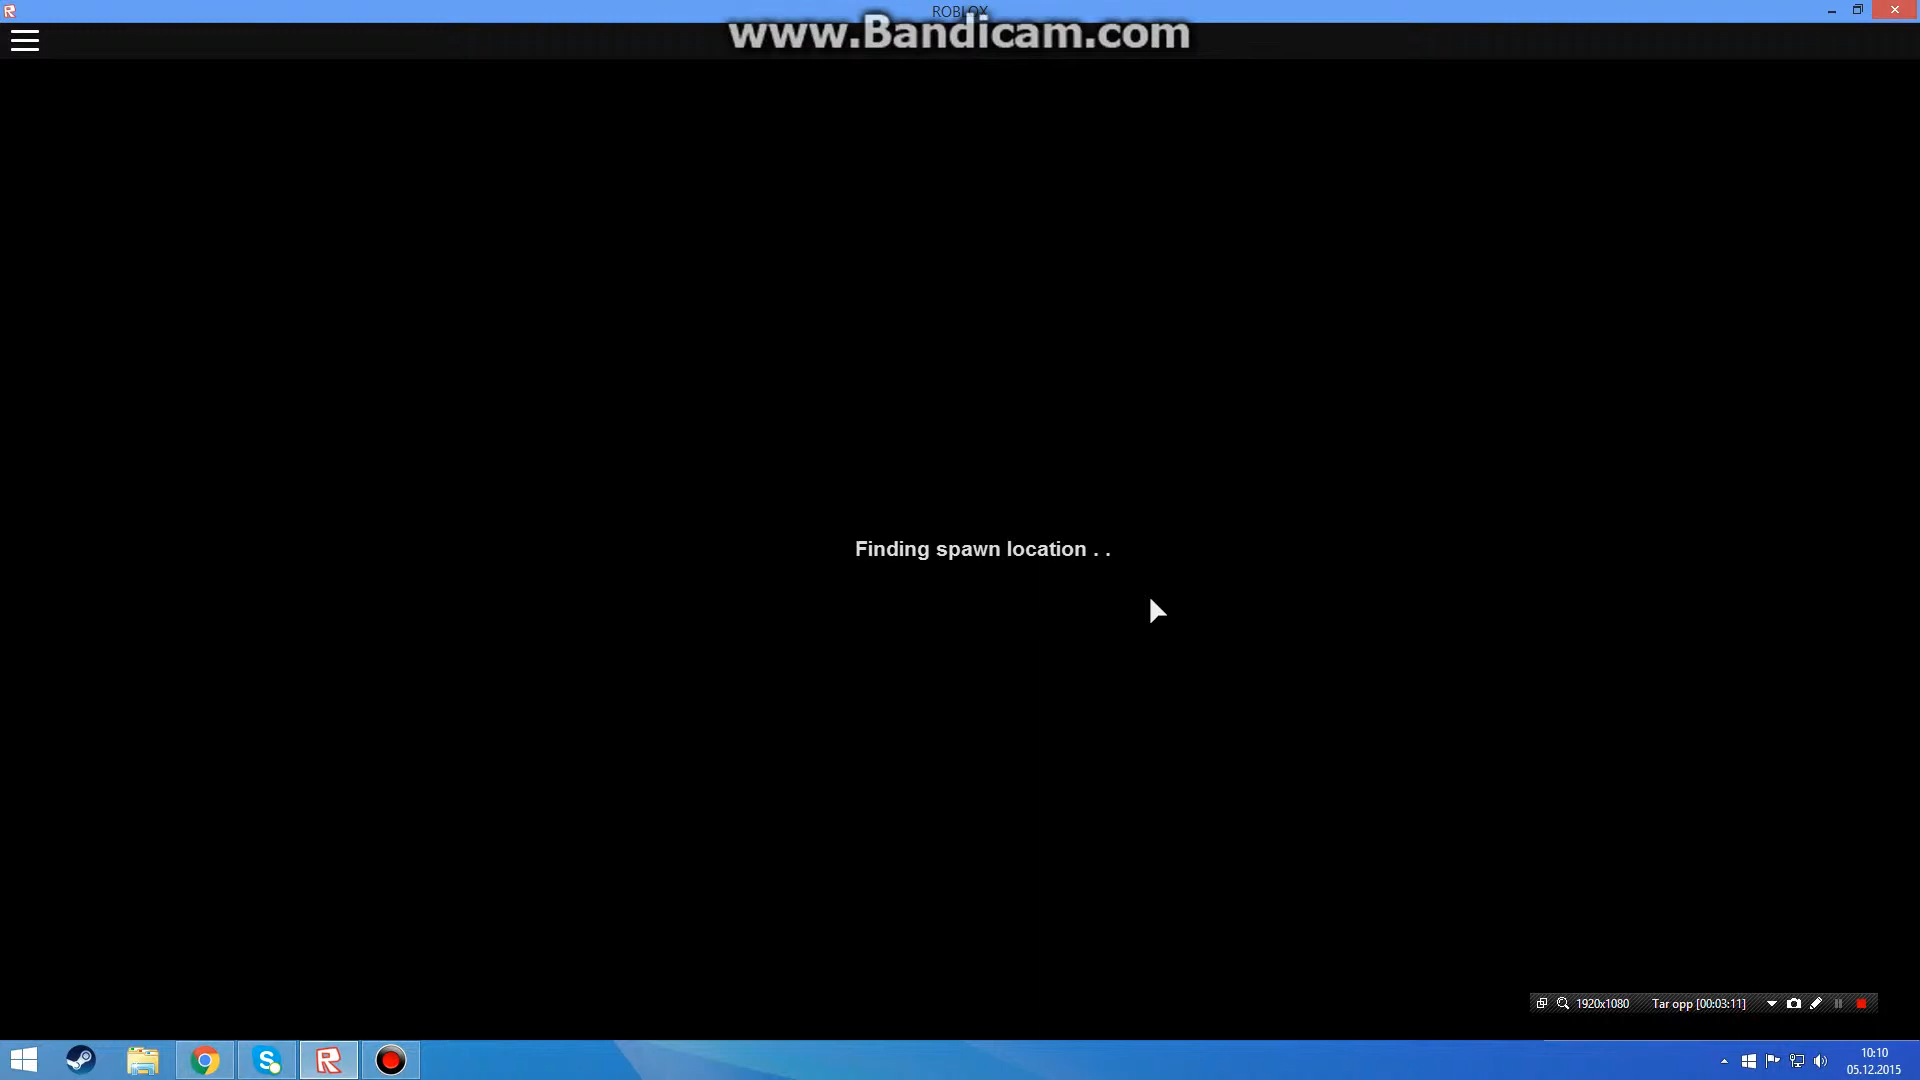 ROBLOX
www.Bandicam.com
Finding spawn location . .
1920x1080 Tar opp [00:03:11]
10:10
05.12.2015